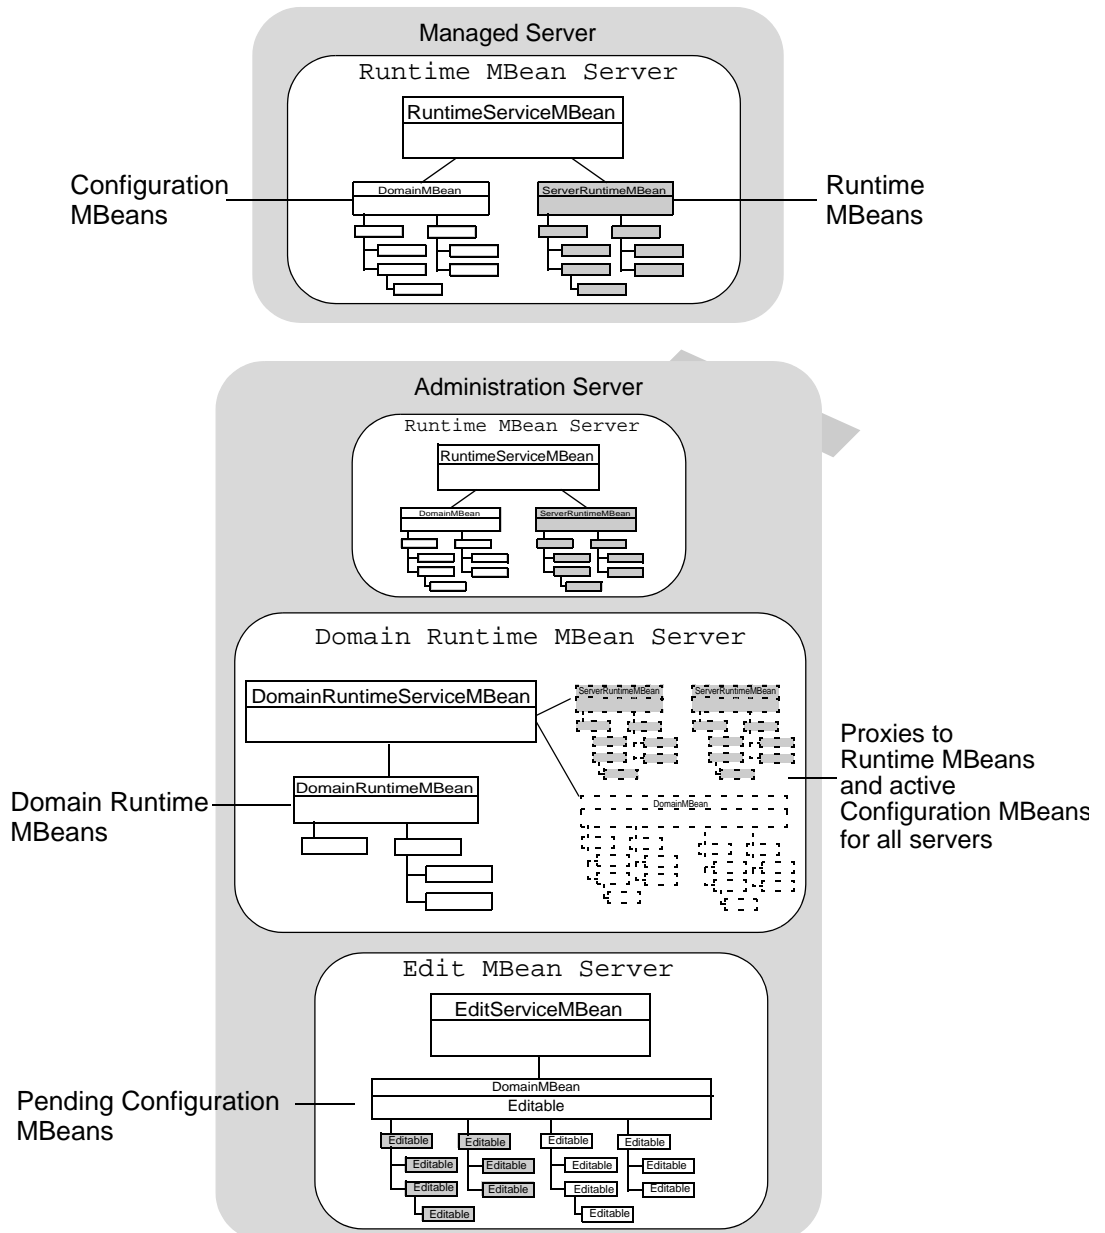 Managed Server
Runtime MBean Server
RuntimeServiceMBean
Configuration
MBeans
DomainMBean
ServerRuntimeMBean
Runtime
MBeans
Administration Server
Runtime MBean Server
RuntimeServiceMBean
DomainMBean
ServerRuntimeMBean
Domain Runtime MBean Server
DomainRuntimeServiceMBean
ServerRuntimeMBean
ServerRuntimeMBean
Proxies to
Runtime MBeans
and active
Configuration MBeans
for all servers
DomainRuntimeMBean
DomainMBean
Domain Runtime
MBeans
Edit MBean Server
EditServiceMBean
DomainMBean
Editable
Pending Configuration
MBeans
Editable
Editable
Editable
Editable
Editable
Editable
Editable
Editable
Editable
Editable
Editable
Editable
Editable
Editable